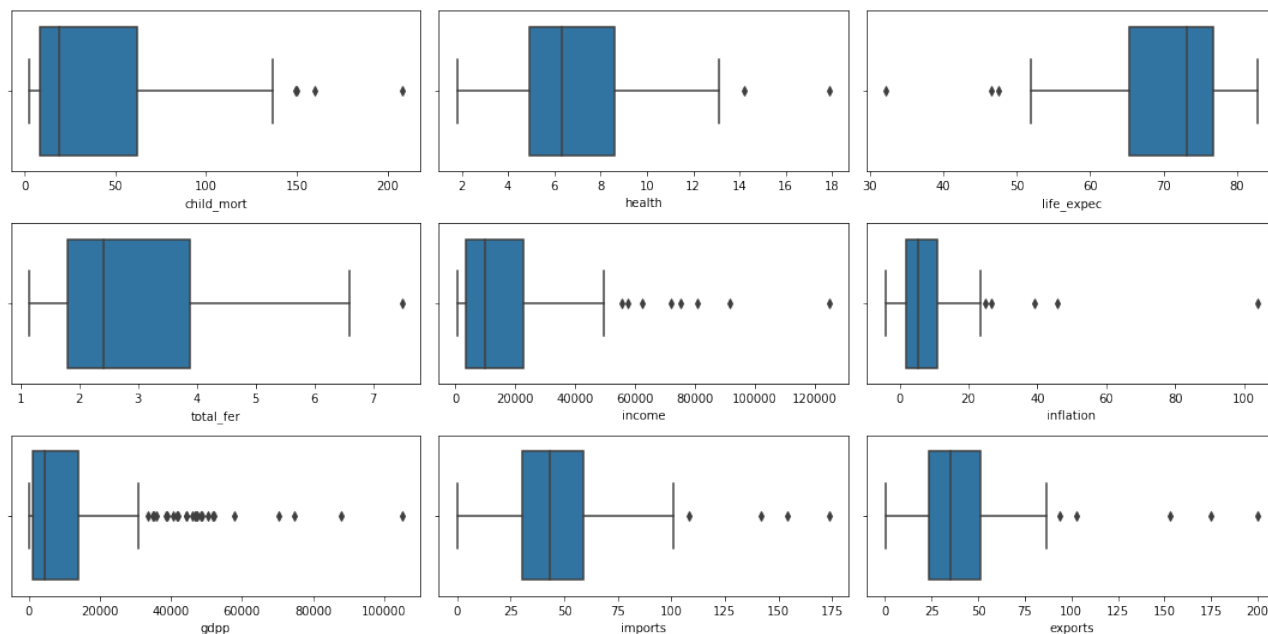 0 50 100 150 200
child_mort
2 4 6 8 10 12 14 16 18
health
30 40 50 60 70 80
life_expec
1 2 3 4 5 6 7
total_fer
0 20000 40000 60000 80000 100000 120000
income
0 20 40 60 80 100
inflation
0 20000 40000 60000 80000 100000
gdpp
0 25 50 75 100 125 150 175
imports
0 25 50 75 100 125 150 175 200
exports